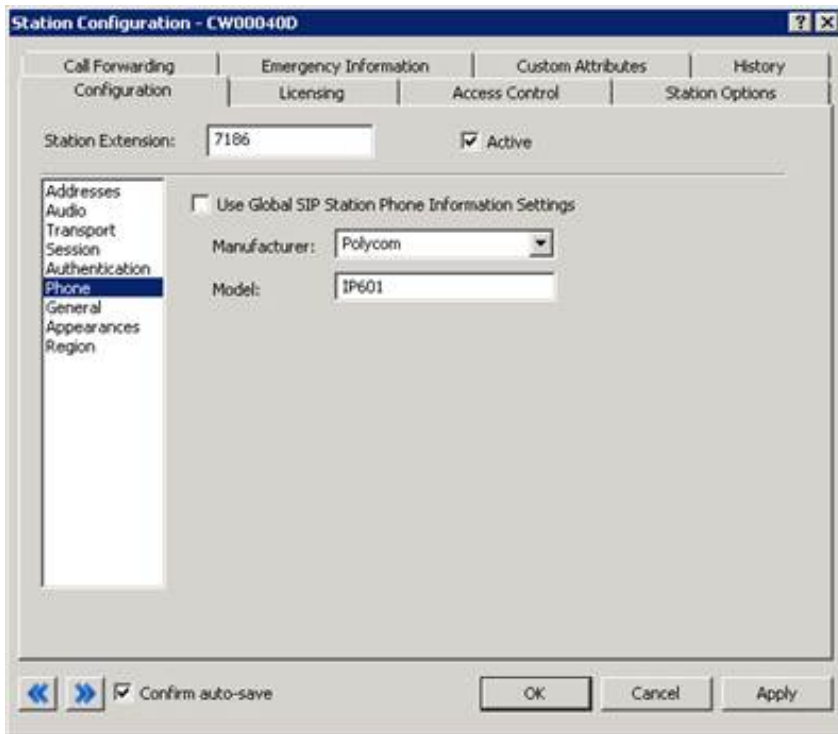 Station Configuration - CW00040D
Call Forwarding Emergency Information Custom Attributes History
Configuration Licensing Access Control Station Options
Station Extension: 7186 Active
Addresses
Audio
Transport
Session
Authentication
Phone
General
Appearances
Region
Use Global SIP Station Phone Information Settings
Manufacturer: Polycom
Model: IP601
Confirm auto-save OK Cancel Apply